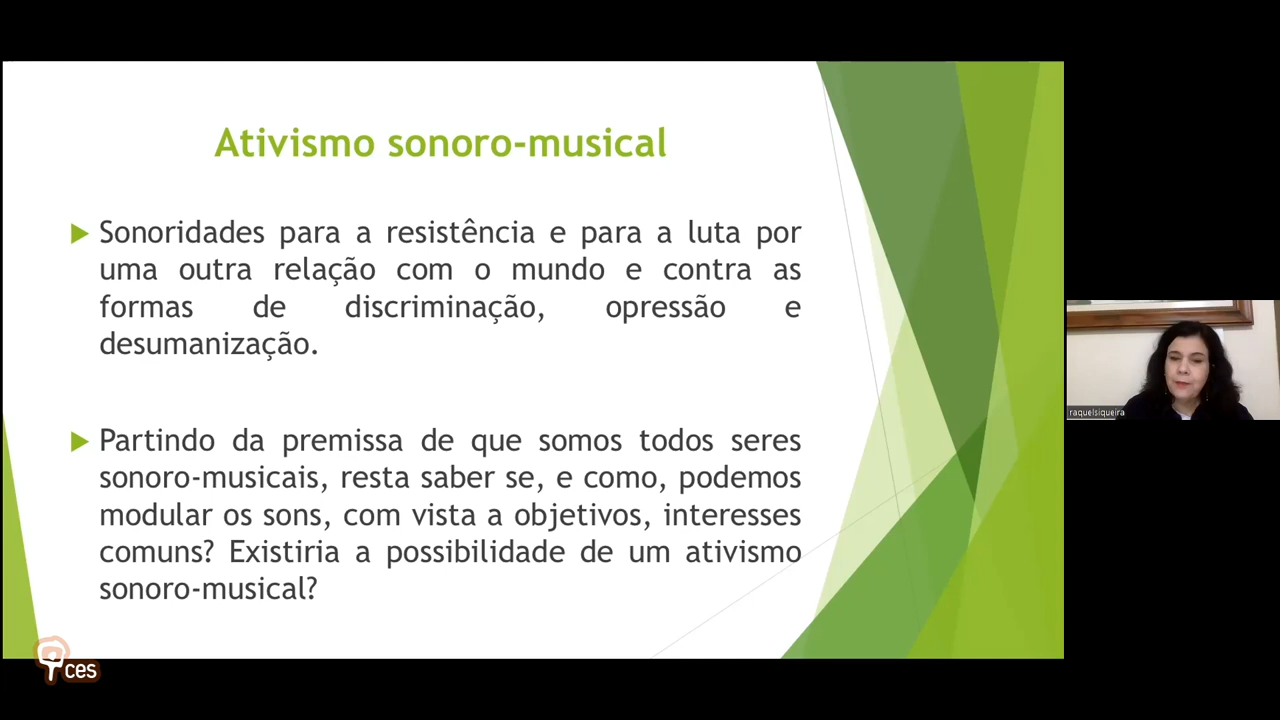 Ativismo sonoro-musical
Sonoridades para a resistência e para a luta por
uma outra relação com o mundo e contra as
formas de discriminação, opressão e
desumanização.
Partindo da premissa de que somos todos seres
sonoro-musicais, resta saber se, e como, podemos
modular os sons, com vista a objetivos, interesses
comuns? Existiria a possibilidade de um ativismo
sonoro-musical?
raquelsiqueira
ces